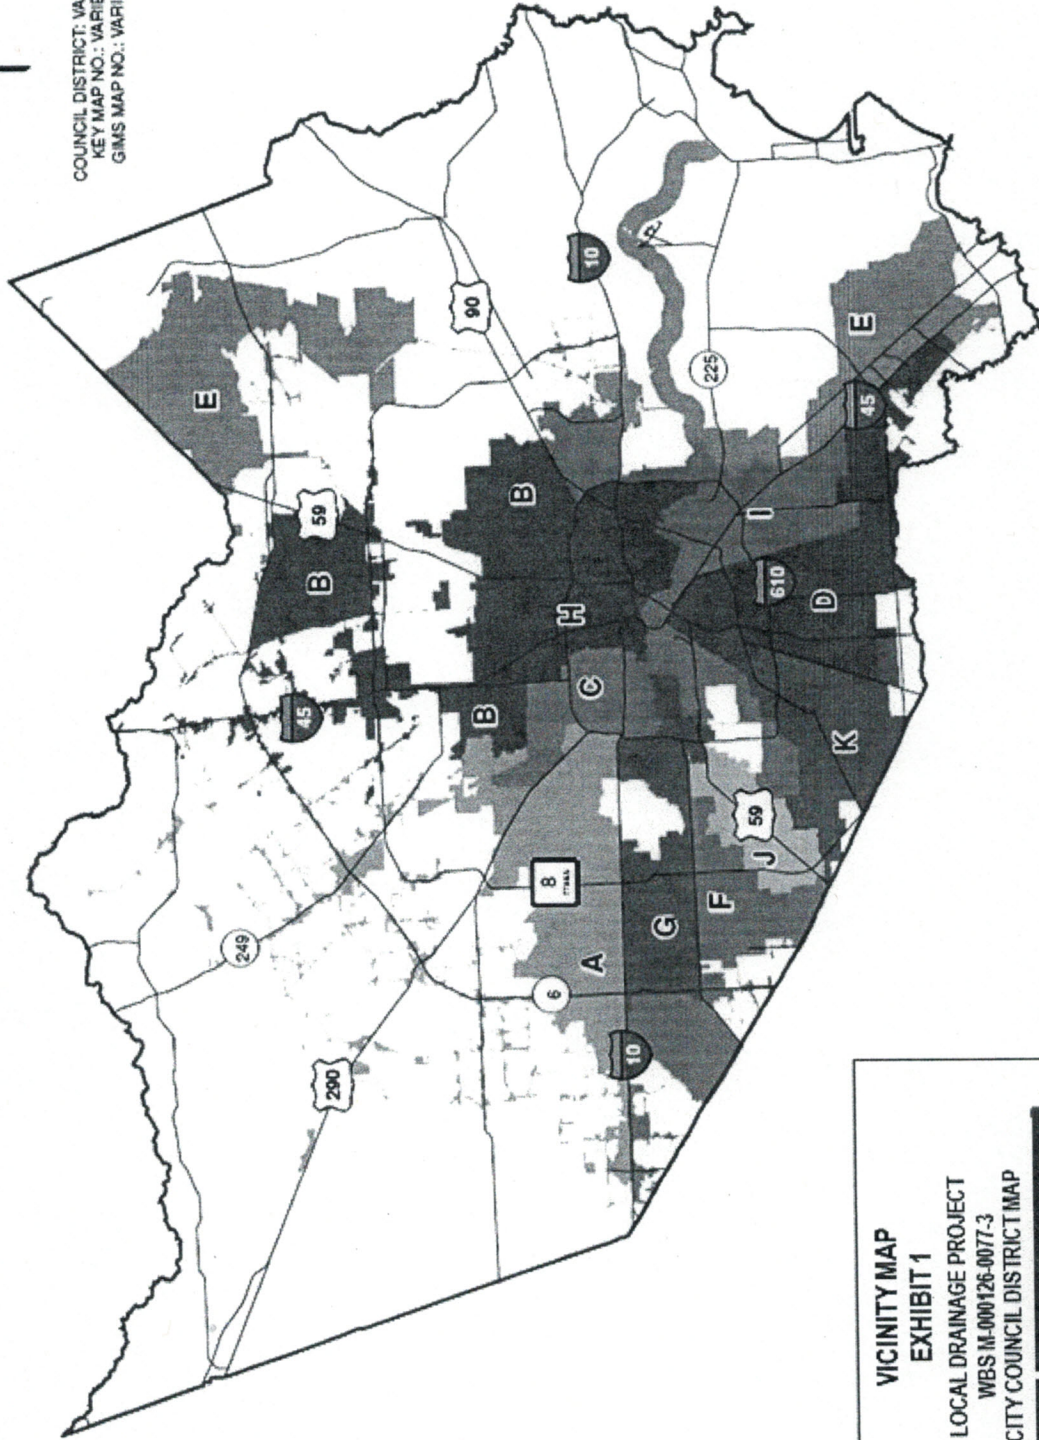 COUNCIL DISTRICT: VA
KEY MAP NO.: VARIE
GIMS MAP NO.: VARI
E
249
45
B
59
290
90
B
B
8
6
H
C
10
A
10
G
225
F
59
J
I
610
D
K
E
45
VICINITY MAP
EXHIBIT 1
LOCAL DRAINAGE PROJECT
WBS M-000126-0077-3
CITY COUNCIL DISTRICT MAP